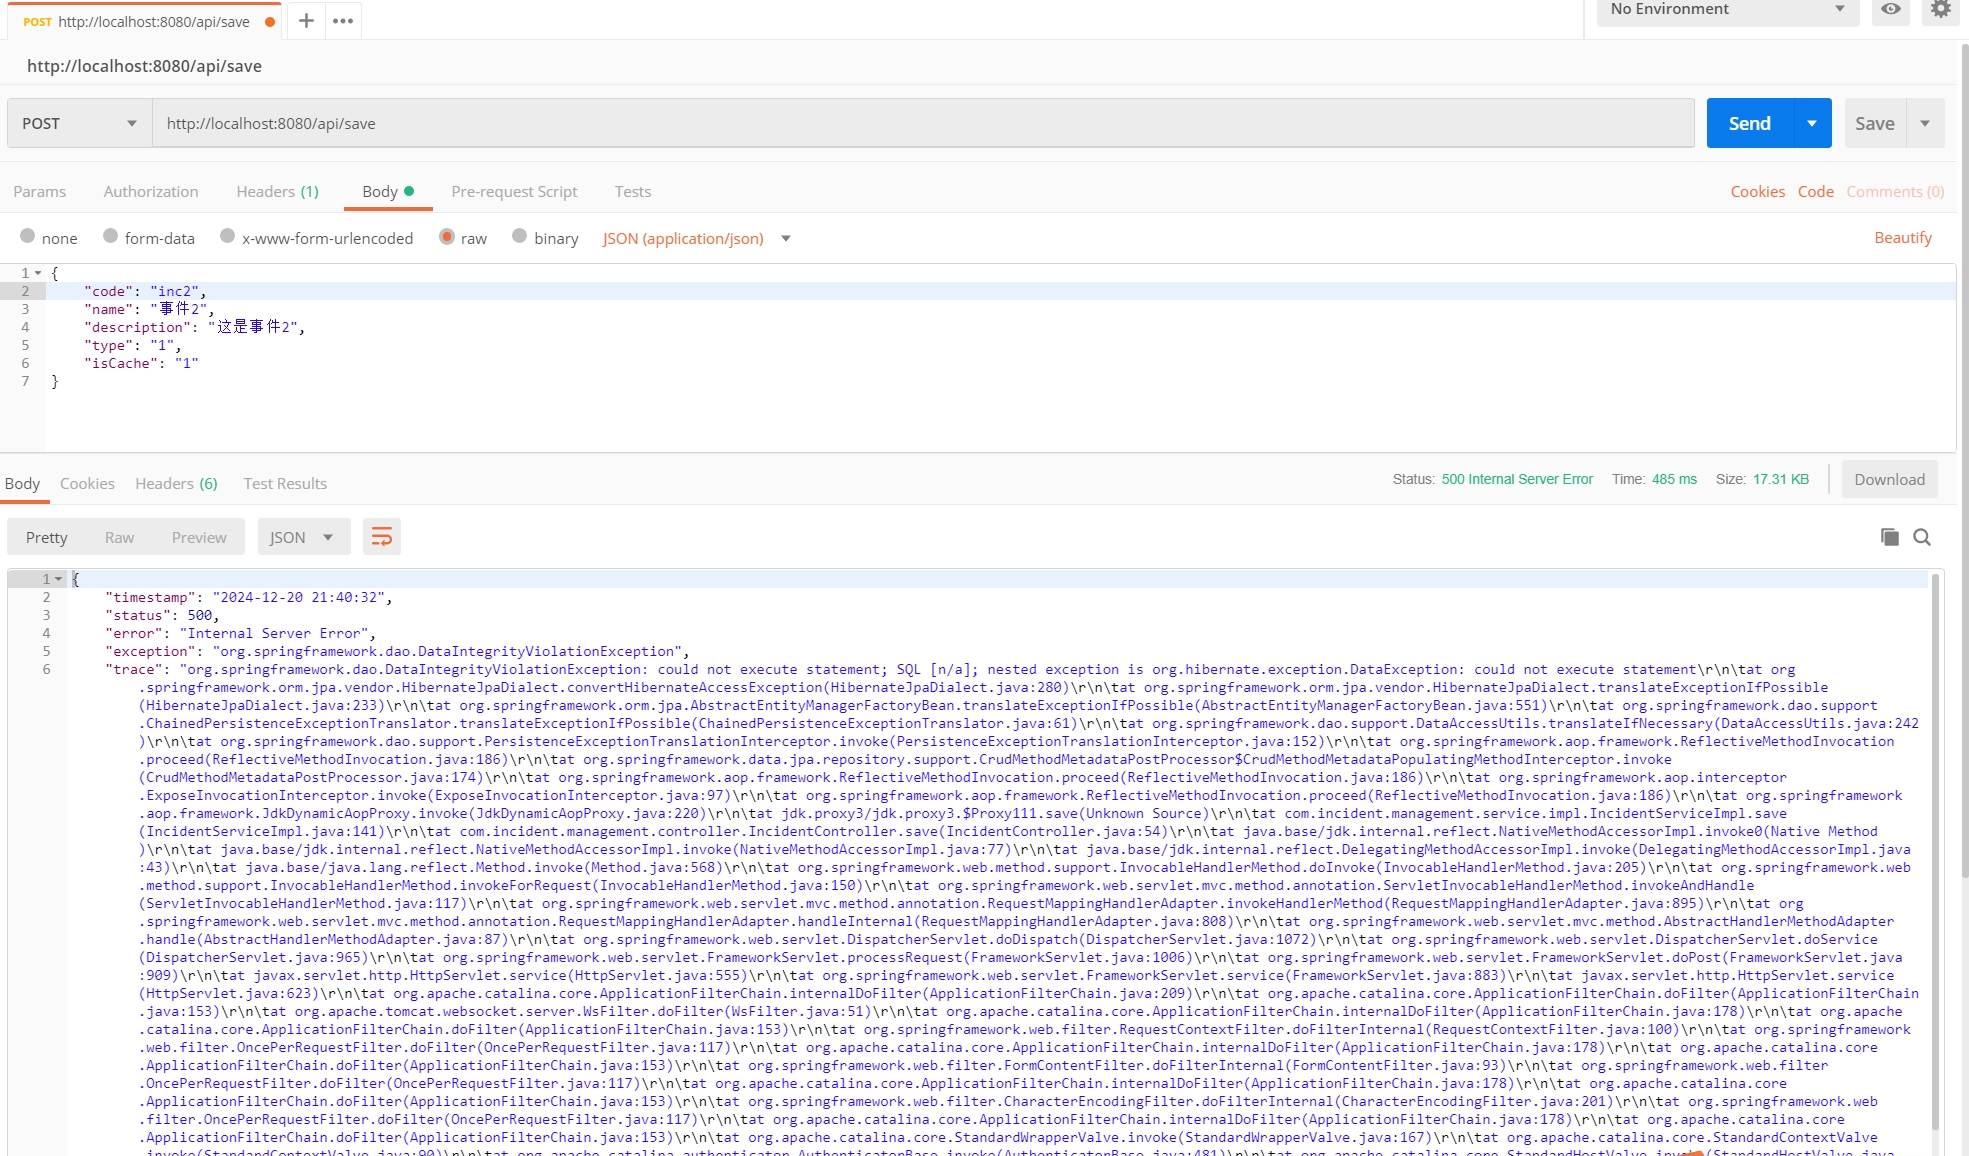 POST http://localhost:8080/api/save
No Environment
http://localhost:8080/api/save
POST http://localhost:8080/api/save Send Save
Params Authorization Headers (1) Body Pre-request Script Tests Cookies Code Comments (0)
none form-data x-www-form-urlencoded raw binary JSON (application/json) Beautify
1 {
2 "code": "inc2",
3 "name": "事件2",
4 "description": "这是事件2",
5 "type": "1",
6 "isCache": "1"
7 }
Body Cookies Headers (6) Test Results Status: 500 Internal Server Error Time: 485 ms Size: 17.31 KB Download
Pretty Raw Preview JSON
1 {
2 "timestamp": "2024-12-20 21:40:32",
3 "status": 500,
4 "error": "Internal Server Error",
5 "exception": "org.springframework.dao.DataIntegrityViolationException",
6 "trace": "org.springframework.dao.DataIntegrityViolationException: could not execute statement; SQL [n/a]; nested exception is org.hibernate.exception.DataException: could not execute statement\r\n\tat org
.springframework.orm.jpa.vendor.HibernateJpaDialect.convertHibernateAccessException(HibernateJpaDialect.java:280)\r\n\tat org.springframework.orm.jpa.vendor.HibernateJpaDialect.translateExceptionIfPossible
(HibernateJpaDialect.java:233)\r\n\tat org.springframework.orm.jpa.AbstractEntityManagerFactoryBean.translateExceptionIfPossible(AbstractEntityManagerFactoryBean.java:551)\r\n\tat org.springframework.dao.support
.ChainedPersistenceExceptionTranslator.translateExceptionIfPossible(ChainedPersistenceExceptionTranslator.java:61)\r\n\tat org.springframework.dao.support.DataAccessUtils.translateIfNecessary(DataAccessUtils.java:242
)\r\n\tat org.springframework.dao.support.PersistenceExceptionTranslationInterceptor.invoke(PersistenceExceptionTranslationInterceptor.java:152)\r\n\tat org.springframework.aop.framework.ReflectiveMethodInvocation
.proceed(ReflectiveMethodInvocation.java:186)\r\n\tat org.springframework.data.jpa.repository.support.CrudMethodMetadataPostProcessor$CrudMethodMetadataPopulatingMethodInterceptor.invoke
(CrudMethodMetadataPostProcessor.java:174)\r\n\tat org.springframework.aop.framework.ReflectiveMethodInvocation.proceed(ReflectiveMethodInvocation.java:186)\r\n\tat org.springframework.aop.interceptor
.ExposeInvocationInterceptor.invoke(ExposeInvocationInterceptor.java:97)\r\n\tat org.springframework.aop.framework.ReflectiveMethodInvocation.proceed(ReflectiveMethodInvocation.java:186)\r\n\tat org.springframework
.aop.framework.JdkDynamicAopProxy.invoke(JdkDynamicAopProxy.java:220)\r\n\tat jdk.proxy3/jdk.proxy3.$Proxy111.save(Unknown Source)\r\n\tat com.incident.management.service.impl.IncidentServiceImpl.save
(IncidentServiceImpl.java:141)\r\n\tat com.incident.management.controller.IncidentController.save(IncidentController.java:54)\r\n\tat java.base/jdk.internal.reflect.NativeMethodAccessorImpl.invoke0(Native Method
)\r\n\tat java.base/jdk.internal.reflect.NativeMethodAccessorImpl.invoke(NativeMethodAccessorImpl.java:77)\r\n\tat java.base/jdk.internal.reflect.DelegatingMethodAccessorImpl.invoke(DelegatingMethodAccessorImpl.java
:43)\r\n\tat java.base/java.lang.reflect.Method.invoke(Method.java:568)\r\n\tat org.springframework.web.method.support.InvocableHandlerMethod.doInvoke(InvocableHandlerMethod.java:205)\r\n\tat org.springframework.web
.method.support.InvocableHandlerMethod.invokeForRequest(InvocableHandlerMethod.java:150)\r\n\tat org.springframework.web.servlet.mvc.method.annotation.ServletInvocableHandlerMethod.invokeAndHandle
(ServletInvocableHandlerMethod.java:117)\r\n\tat org.springframework.web.servlet.mvc.method.annotation.RequestMappingHandlerAdapter.invokeHandlerMethod(RequestMappingHandlerAdapter.java:895)\r\n\tat org
.springframework.web.servlet.mvc.method.annotation.RequestMappingHandlerAdapter.handleInternal(RequestMappingHandlerAdapter.java:808)\r\n\tat org.springframework.web.servlet.mvc.method.AbstractHandlerMethodAdapter
.handle(AbstractHandlerMethodAdapter.java:87)\r\n\tat org.springframework.web.servlet.DispatcherServlet.doDispatch(DispatcherServlet.java:1072)\r\n\tat org.springframework.web.servlet.DispatcherServlet.doService
(DispatcherServlet.java:965)\r\n\tat org.springframework.web.servlet.FrameworkServlet.processRequest(FrameworkServlet.java:1006)\r\n\tat org.springframework.web.servlet.FrameworkServlet.doPost(FrameworkServlet.java
:909)\r\n\tat javax.servlet.http.HttpServlet.service(HttpServlet.java:555)\r\n\tat org.springframework.web.servlet.FrameworkServlet.service(FrameworkServlet.java:883)\r\n\tat javax.servlet.http.HttpServlet.service
(HttpServlet.java:623)\r\n\tat org.apache.catalina.core.ApplicationFilterChain.internalDoFilter(ApplicationFilterChain.java:209)\r\n\tat org.apache.catalina.core.ApplicationFilterChain.doFilter(ApplicationFilterChain
.java:153)\r\n\tat org.apache.tomcat.websocket.server.WsFilter.doFilter(WsFilter.java:51)\r\n\tat org.apache.catalina.core.ApplicationFilterChain.internalDoFilter(ApplicationFilterChain.java:178)\r\n\tat org.apache
.catalina.core.ApplicationFilterChain.doFilter(ApplicationFilterChain.java:153)\r\n\tat org.springframework.web.filter.RequestContextFilter.doFilterInternal(RequestContextFilter.java:100)\r\n\tat org.springframework
.web.filter.OncePerRequestFilter.doFilter(OncePerRequestFilter.java:117)\r\n\tat org.apache.catalina.core.ApplicationFilterChain.internalDoFilter(ApplicationFilterChain.java:178)\r\n\tat org.apache.catalina.core
.ApplicationFilterChain.doFilter(ApplicationFilterChain.java:153)\r\n\tat org.springframework.web.filter.FormContentFilter.doFilterInternal(FormContentFilter.java:93)\r\n\tat org.springframework.web.filter
.OncePerRequestFilter.doFilter(OncePerRequestFilter.java:117)\r\n\tat org.apache.catalina.core.ApplicationFilterChain.internalDoFilter(ApplicationFilterChain.java:178)\r\n\tat org.apache.catalina.core
.ApplicationFilterChain.doFilter(ApplicationFilterChain.java:153)\r\n\tat org.springframework.web.filter.CharacterEncodingFilter.doFilterInternal(CharacterEncodingFilter.java:201)\r\n\tat org.springframework.web
.filter.OncePerRequestFilter.doFilter(OncePerRequestFilter.java:117)\r\n\tat org.apache.catalina.core.ApplicationFilterChain.internalDoFilter(ApplicationFilterChain.java:178)\r\n\tat org.apache.catalina.core
.ApplicationFilterChain.doFilter(ApplicationFilterChain.java:153)\r\n\tat org.apache.catalina.core.StandardWrapperValve.invoke(StandardWrapperValve.java:167)\r\n\tat org.apache.catalina.core.StandardContextValve
.invoke(StandardContextValve.java:90)\r\n\tat org.apache.catalina.authenticator.AuthenticatorBase.invoke(AuthenticatorBase.java:481)\r\n\tat org.apache.catalina.core.StandardHostValve.invoke(StandardHostValve.java